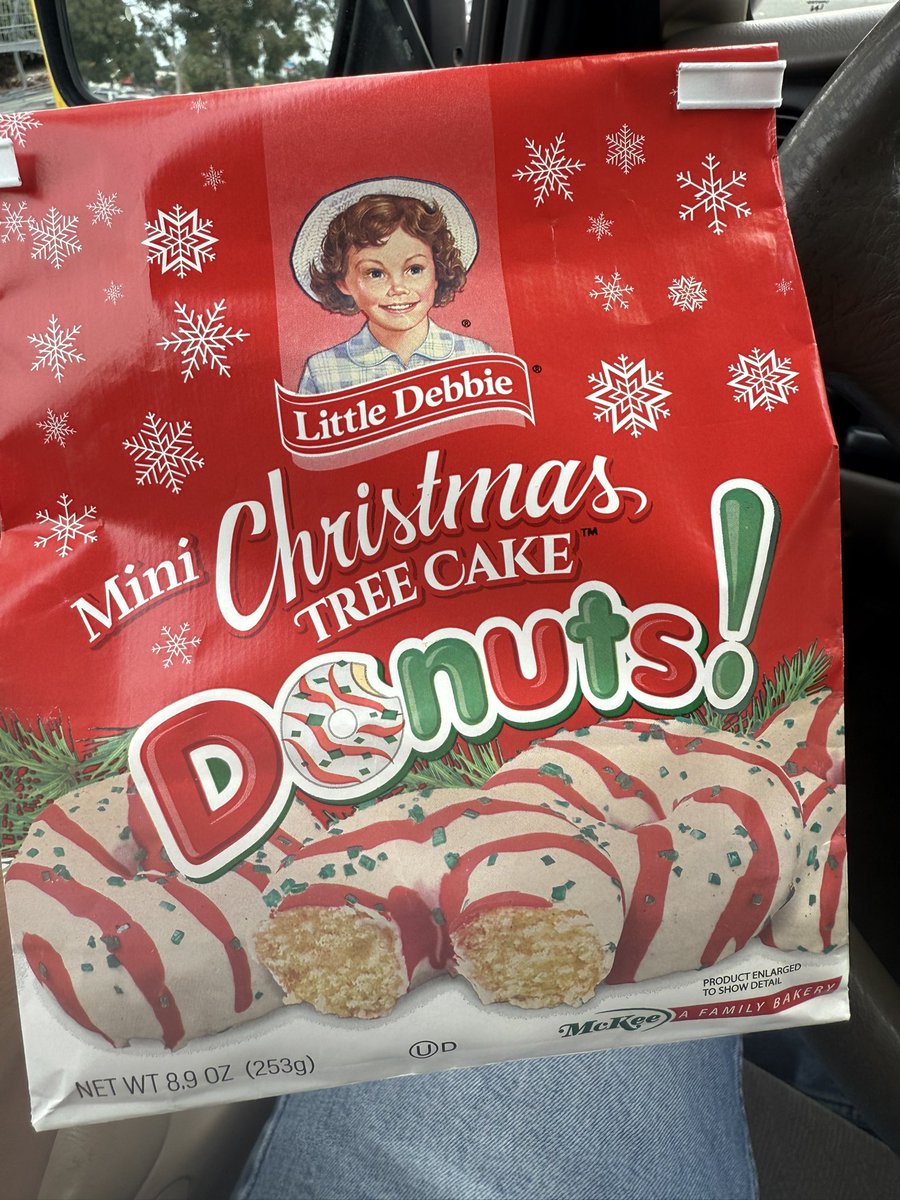 Little Debbie®
®
Mini Christmas
TREE CAKE™
Donuts!
PRODUCT ENLARGED
TO SHOW DETAIL
McKee A FAMILY BAKERY
NET WT 8.9 OZ (253g)
Ⓤ D